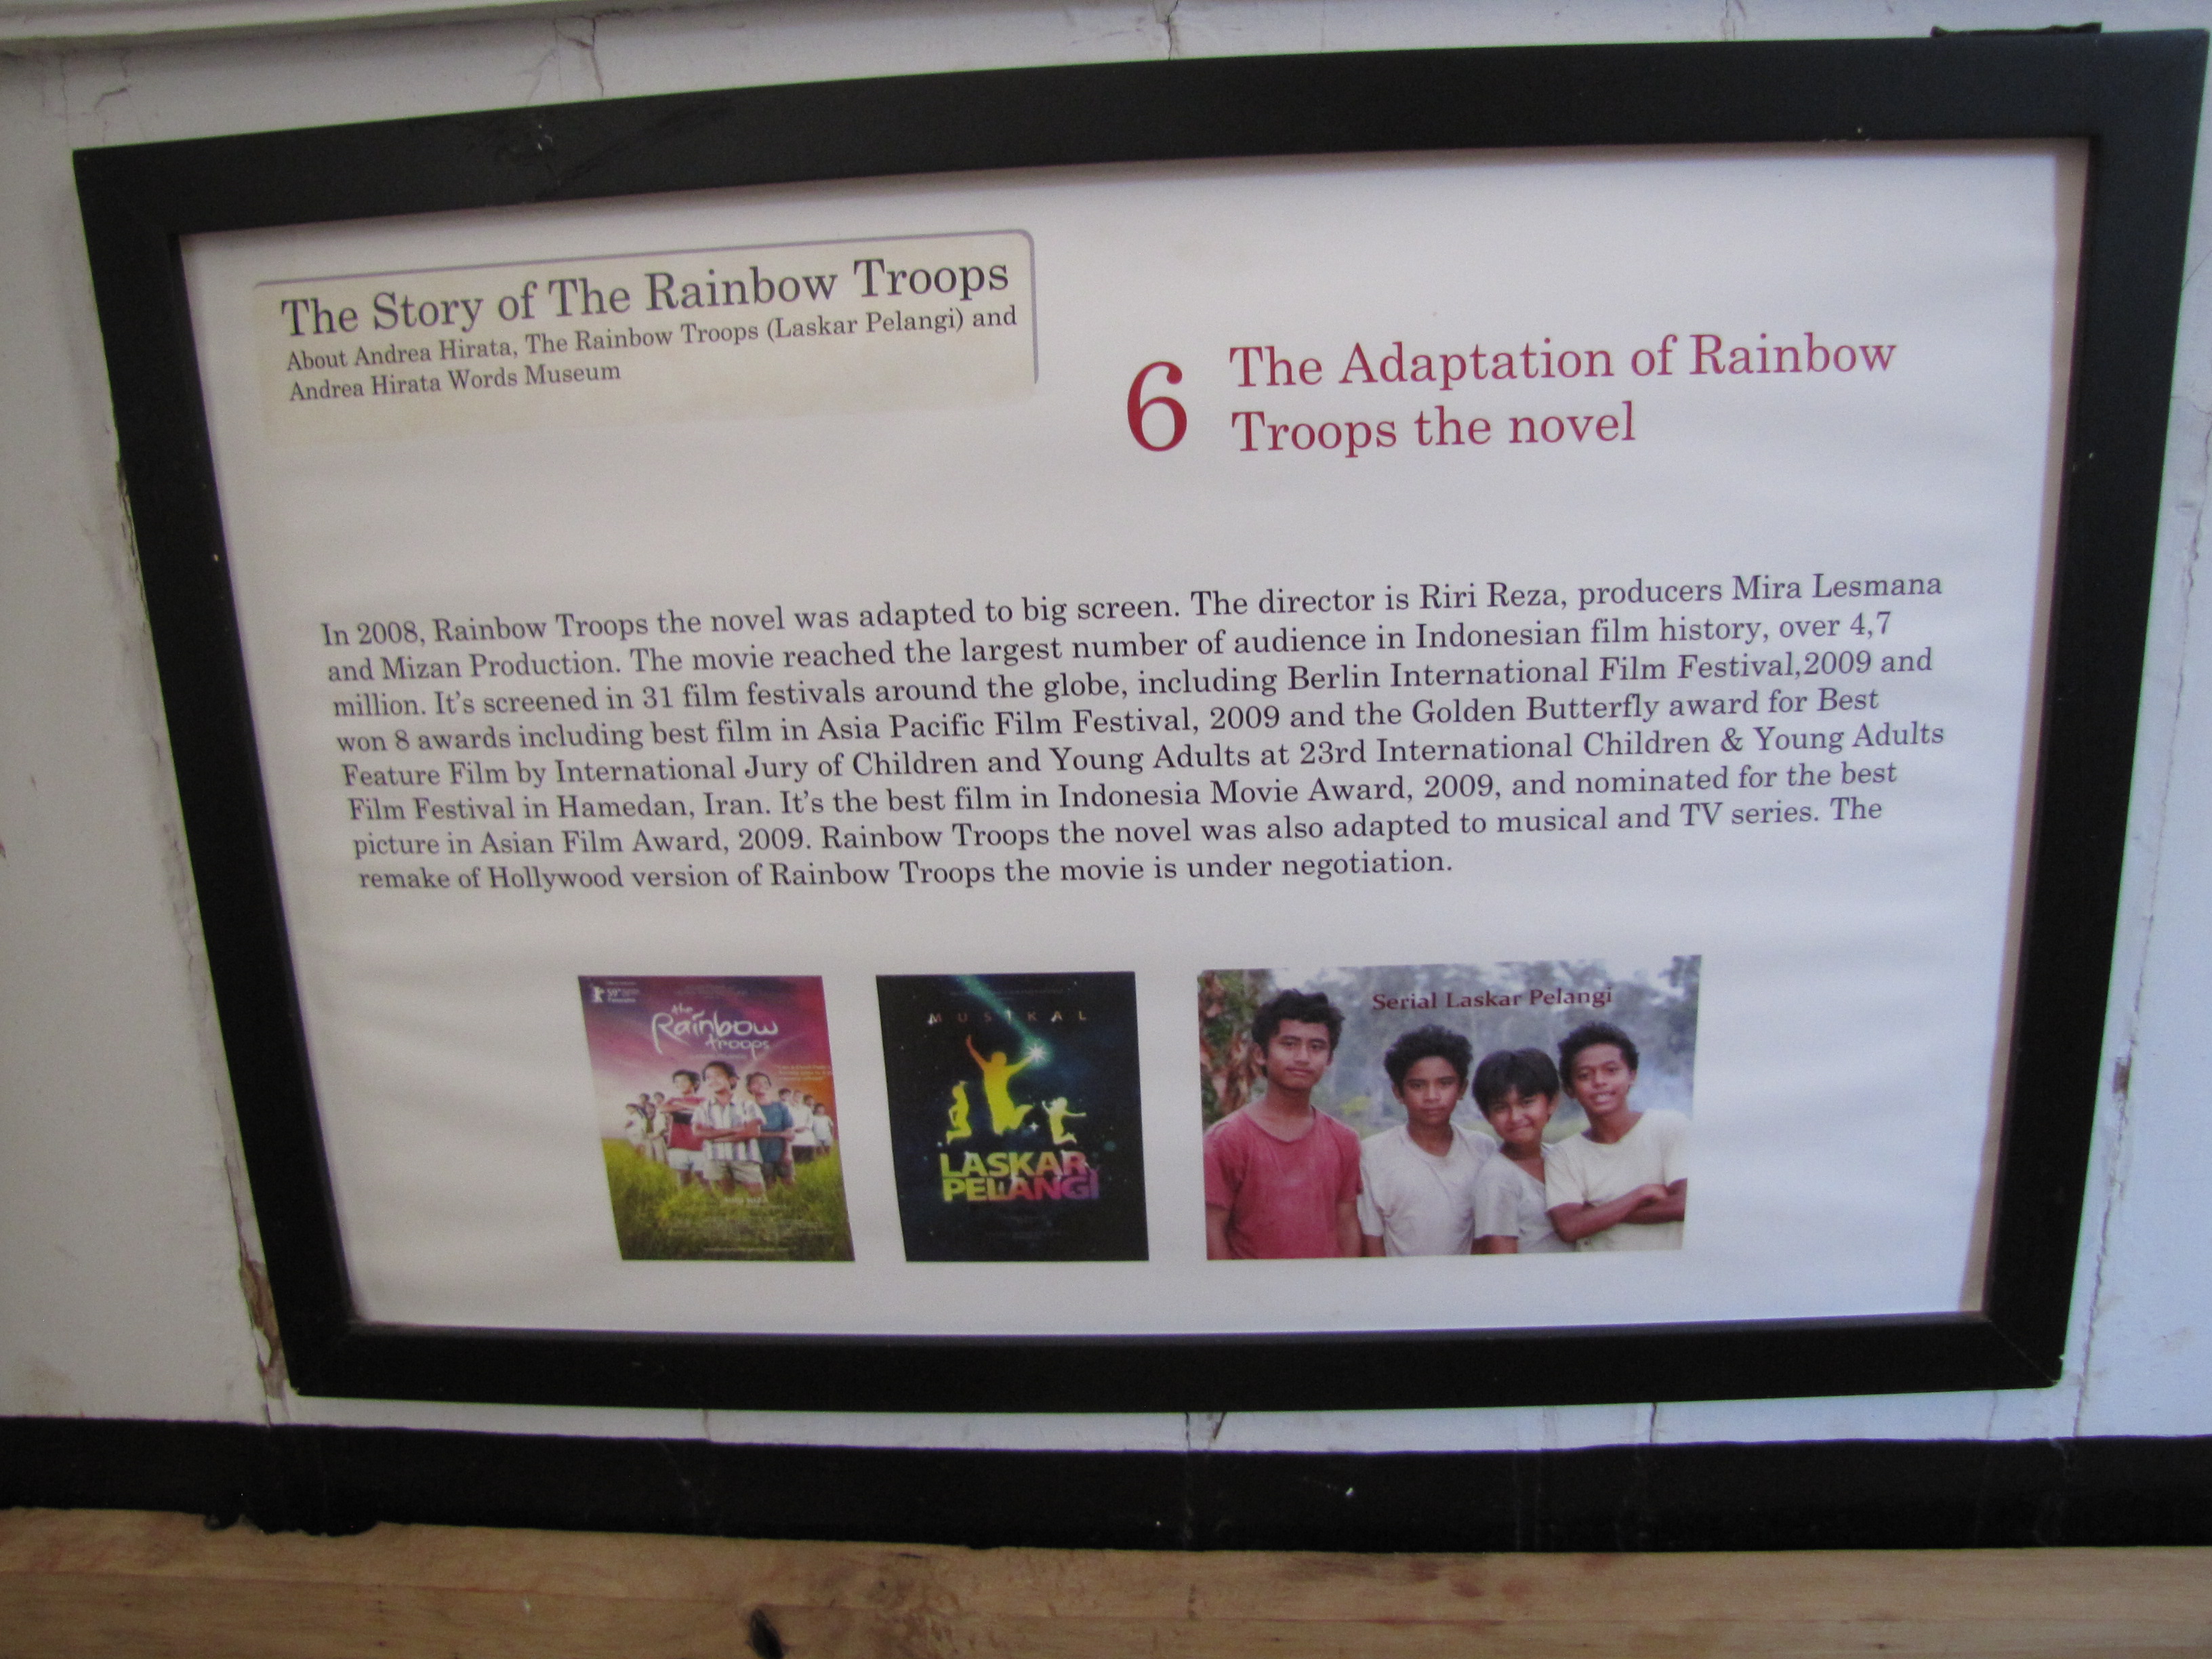 The Story of The Rainbow Troops
About Andrea Hirata, The Rainbow Troops (Laskar Pelangi) and
Andrea Hirata Words Museum
6
The Adaptation of Rainbow
Troops the novel
In 2008, Rainbow Troops the novel was adapted to big screen. The director is Riri Reza, producers Mira Lesmana
and Mizan Production. The movie reached the largest number of audience in Indonesian film history, over 4,7
million. It's screened in 31 film festivals around the globe, including Berlin International Film Festival,2009 and
won 8 awards including best film in Asia Pacific Film Festival, 2009 and the Golden Butterfly award for Best
Feature Film by International Jury of Children and Young Adults at 23rd International Children & Young Adults
Film Festival in Hamedan, Iran. It's the best film in Indonesia Movie Award, 2009, and nominated for the best
picture in Asian Film Award, 2009. Rainbow Troops the novel was also adapted to musical and TV series. The
remake of Hollywood version of Rainbow Troops the movie is under negotiation.
the
Rainbow
troops
MUSIKAL
LASKAR
PELANGI
Serial Laskar Pelangi